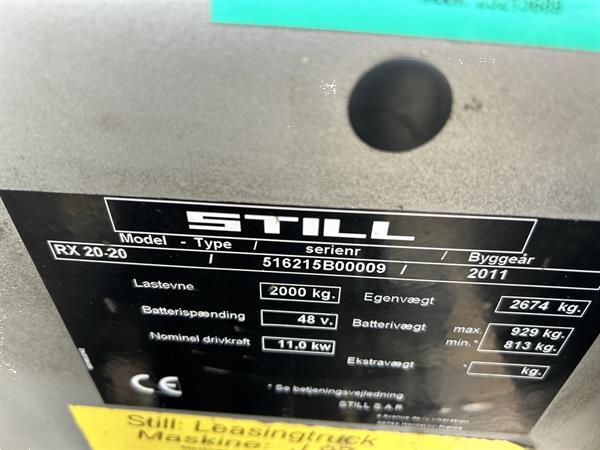 STILL
Model - Type / serienr / Byggeår
RX 20-20 / 516215B00009 / 2011
Lastevne 2000 kg. Egenvægt 2674 kg.
Batterispænding 48 v. Batterivægt max. 929 kg.
min.* 813 kg.
Nominel drivkraft 11,0 kw Ekstravægt kg.
CE * Se betjeningsvejledning
STILL S.A.R
Still: Leasingtruck
Maskine: